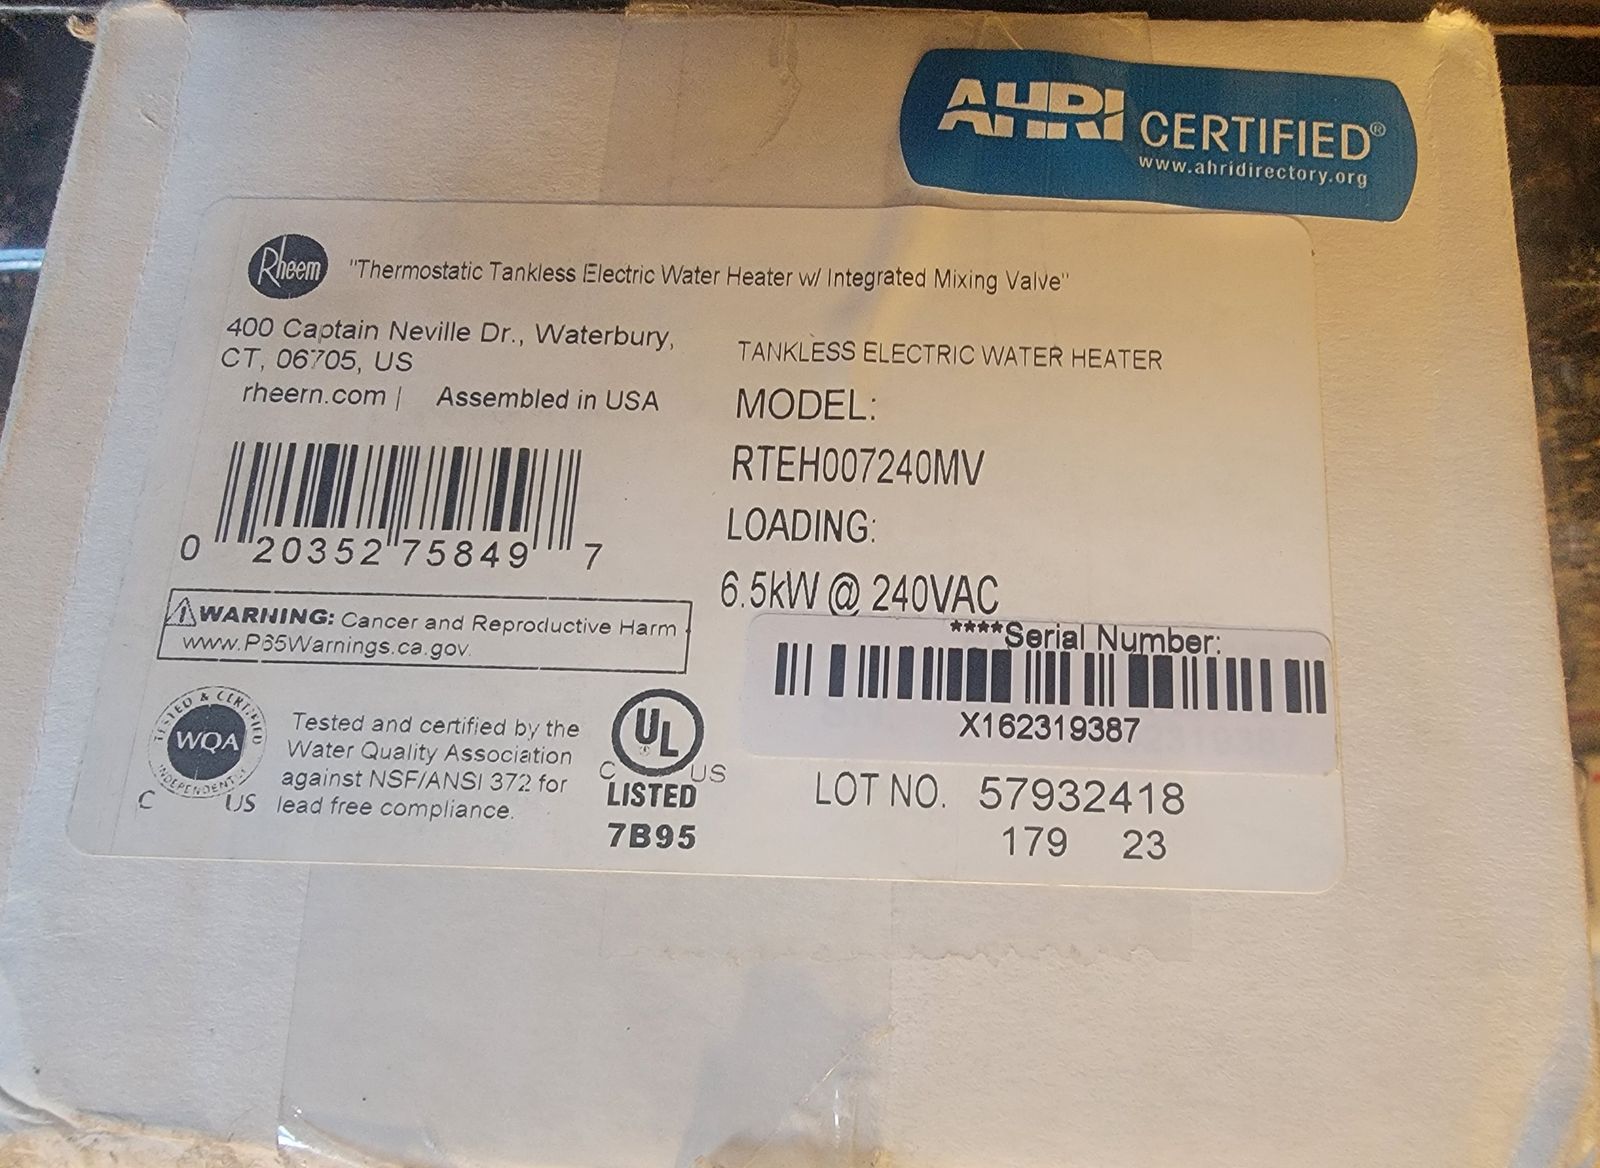 AHRI CERTIFIED®
www.ahridirectory.org
Rheem "Thermostatic Tankless Electric Water Heater w/ Integrated Mixing Valve"
400 Captain Neville Dr., Waterbury,
CT, 06705, US
rheem.com | Assembled in USA
0 20352 75849 7
WARNING: Cancer and Reproductive Harm
www.P65Warnings.ca.gov.
TESTED & CERTIFIED
WQA
INDEPENDENTLY
C US
Tested and certified by the
Water Quality Association
against NSF/ANSI 372 for
lead free compliance.
UL
C US
LISTED
7B95
TANKLESS ELECTRIC WATER HEATER
MODEL:
RTEH007240MV
LOADING:
6.5kW @ 240VAC
****Serial Number:
X162319387
LOT NO. 57932418
179 23